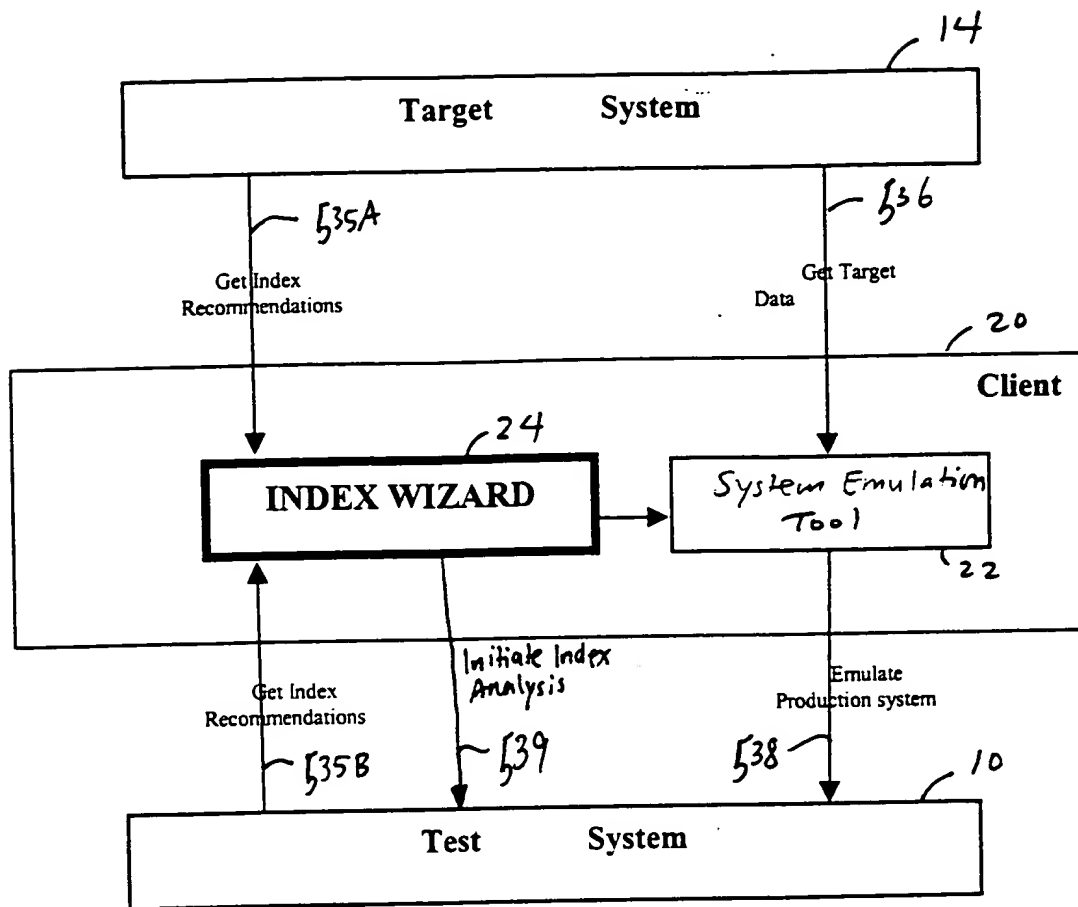 14
Target System
535A
536
Get Index
Recommendations
Get Target
Data
20
Client
24
INDEX WIZARD
System Emulation
Tool
22
Initiate Index
Analysis
Get Index
Recommendations
Emulate
Production system
535B
539
538
10
Test System